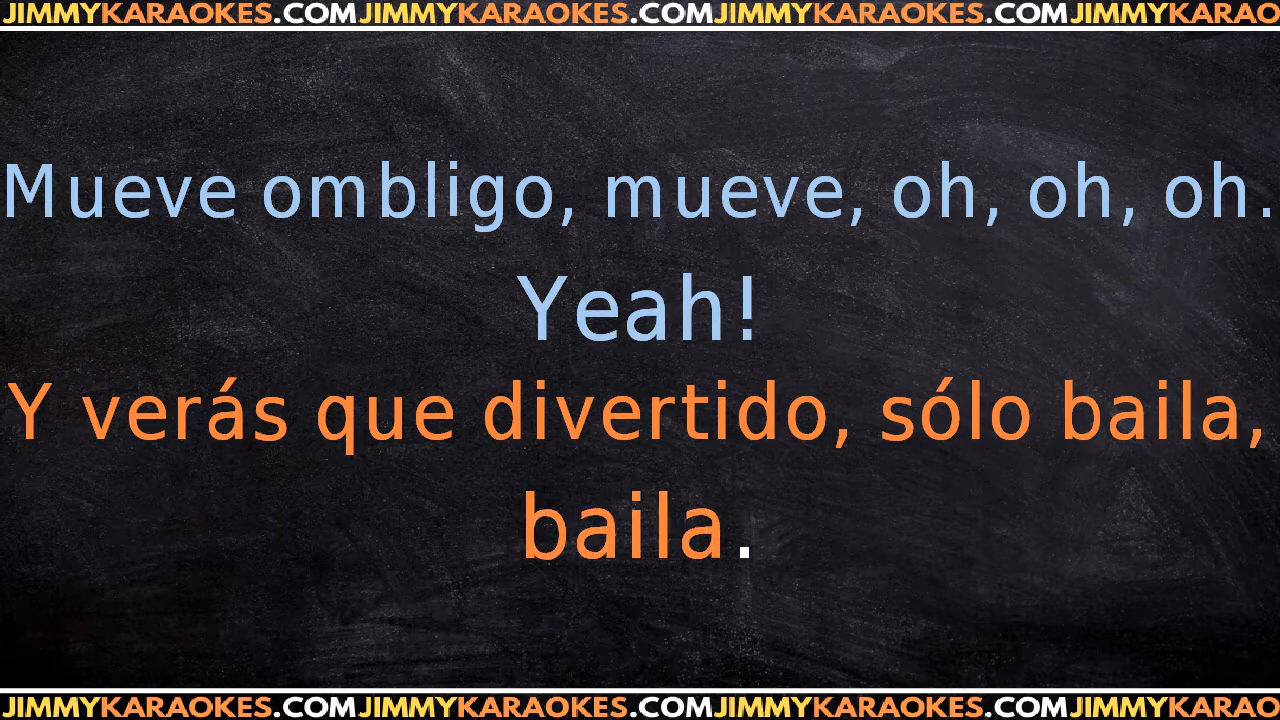 JIMMYKARAOKES.COMJIMMYKARAOKES.COMJIMMYKARAOKES.COMJIMMYKARAO
Mueve ombligo, mueve, oh, oh, oh.
Yeah!
Y verás que divertido, sólo baila,
baila.
JIMMYKARAOKES.COMJIMMYKARAOKES.COMJIMMYKARAOKES.COMJIMMYKARAO